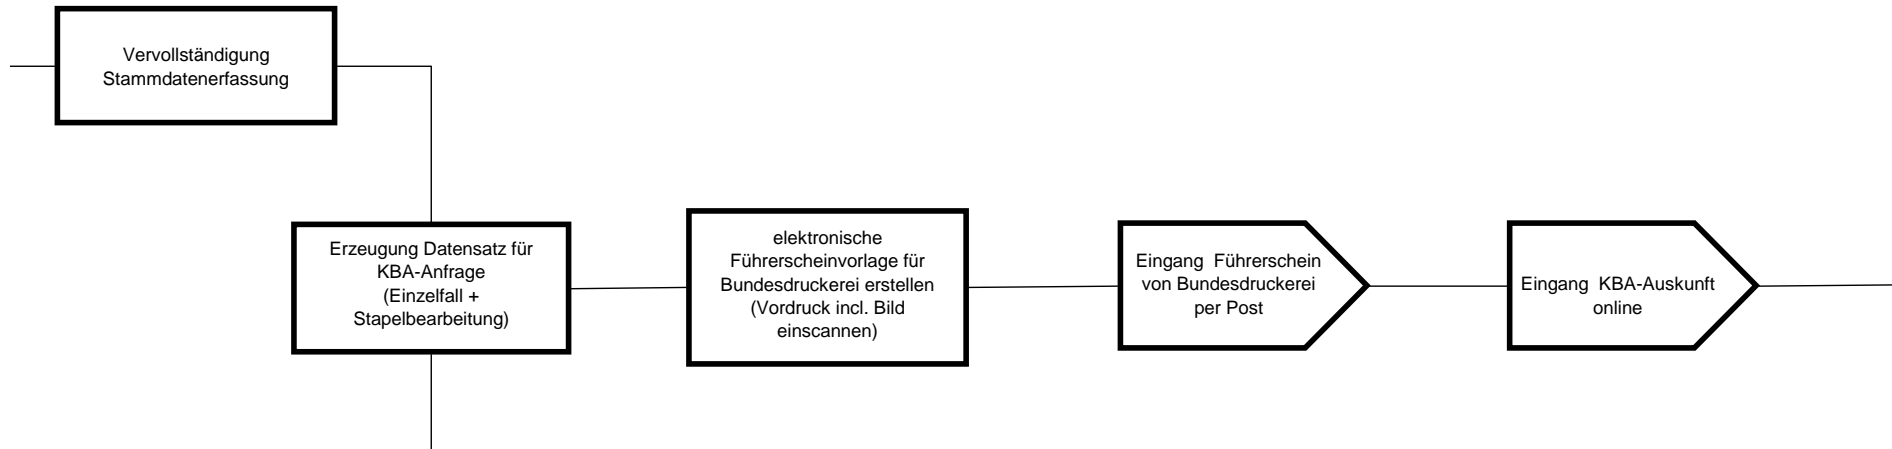 Vervollständigung
Stammdatenerfassung
Erzeugung Datensatz für
KBA-Anfrage
(Einzelfall +
Stapelbearbeitung)
elektronische
Führerscheinvorlage für
Bundesdruckerei erstellen
(Vordruck incl. Bild
einscannen)
Eingang Führerschein
von Bundesdruckerei
per Post
Eingang KBA-Auskunft
online